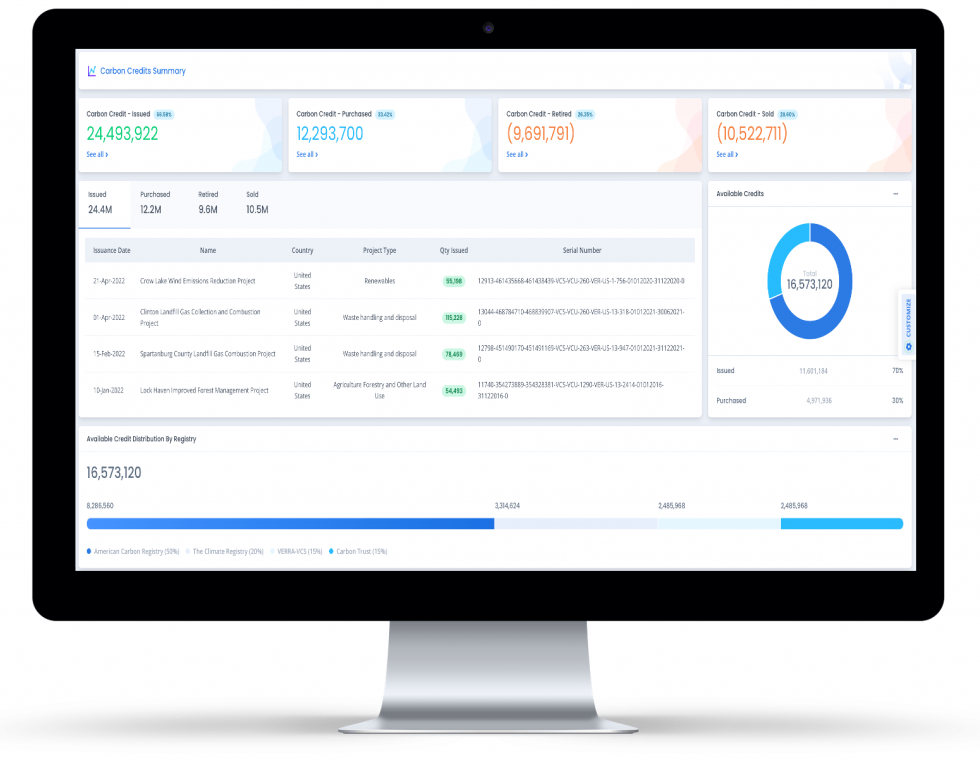 Carbon Credits Summary
Carbon Credit - Issued 66.58%
24,493,922
See all ›
Carbon Credit - Purchased 33.42%
12,293,700
See all ›
Carbon Credit - Retired 26.35%
(9,691,791)
See all ›
Carbon Credit - Sold 28.60%
(10,522,711)
See all ›
Issued
24.4M
Purchased
12.2M
Retired
9.6M
Sold
10.5M
Issuance Date Name Country Project Type Qty Issued Serial Number
21-Apr-2022 Crow Lake Wind Emissions Reduction Project United States Renewables 55,198 12913-461435668-461438439-VCS-VCU-260-VER-US-1-756-01012020-31122020-0
01-Apr-2022 Clinton Landfill Gas Collection and Combustion
Project United States Waste handling and disposal 115,228 13044-468784710-468839907-VCS-VCU-260-VER-US-13-318-01012021-30062021-
0
15-Feb-2022 Spartanburg County Landfill Gas Combustion Project United States Waste handling and disposal 78,469 12798-451490170-451491169-VCS-VCU-263-VER-US-13-947-01012021-31122021-
0
10-Jan-2022 Lock Haven Improved Forest Management Project United States Agriculture Forestry and Other Land
Use 54,493 11740-354273889-354328381-VCS-VCU-1290-VER-US-13-2414-01012016-
31122016-0
Available Credits ...
Total
16,573,120
Issued 11,601,184 70%
Purchased 4,971,936 30%
CUSTOMIZE
Available Credit Distribution By Registry ...
16,573,120
8,286,560 3,314,624 2,485,968 2,485,968
American Carbon Registry (50%) The Climate Registry (20%) VERRA-VCS (15%) Carbon Trust (15%)